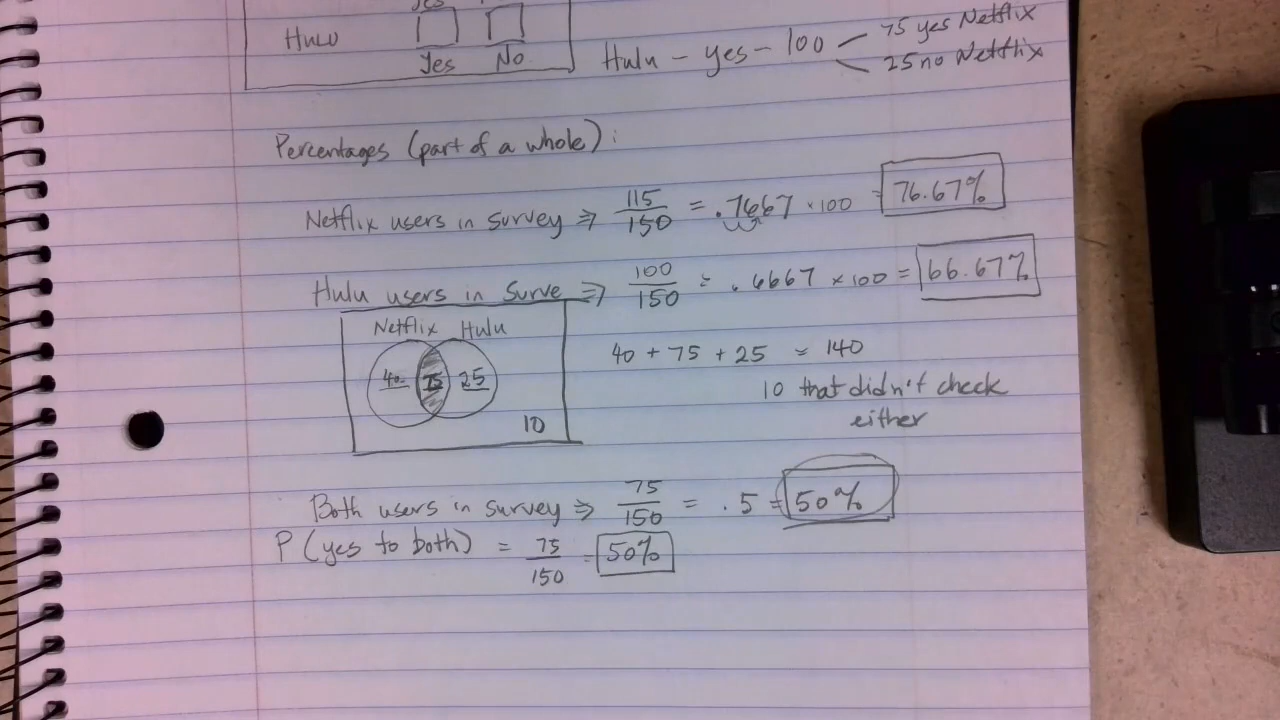 yes
Hulu
Yes No
Hulu - yes - 100
75 yes Netflix
25 no Netflix
Percentages (part of a whole):
Netflix users in survey ⇒ 115/150 = .7667 × 100 = 76.67%
Hulu users in surve ⇒ 100/150 = .6667 × 100 = 66.67%
Netflix Hulu
40 75 25
10
40 + 75 + 25 = 140
10 that didn't check
either
Both users in survey ⇒ 75/150 = .5 = 50%
P (yes to both) = 75/150 = 50%